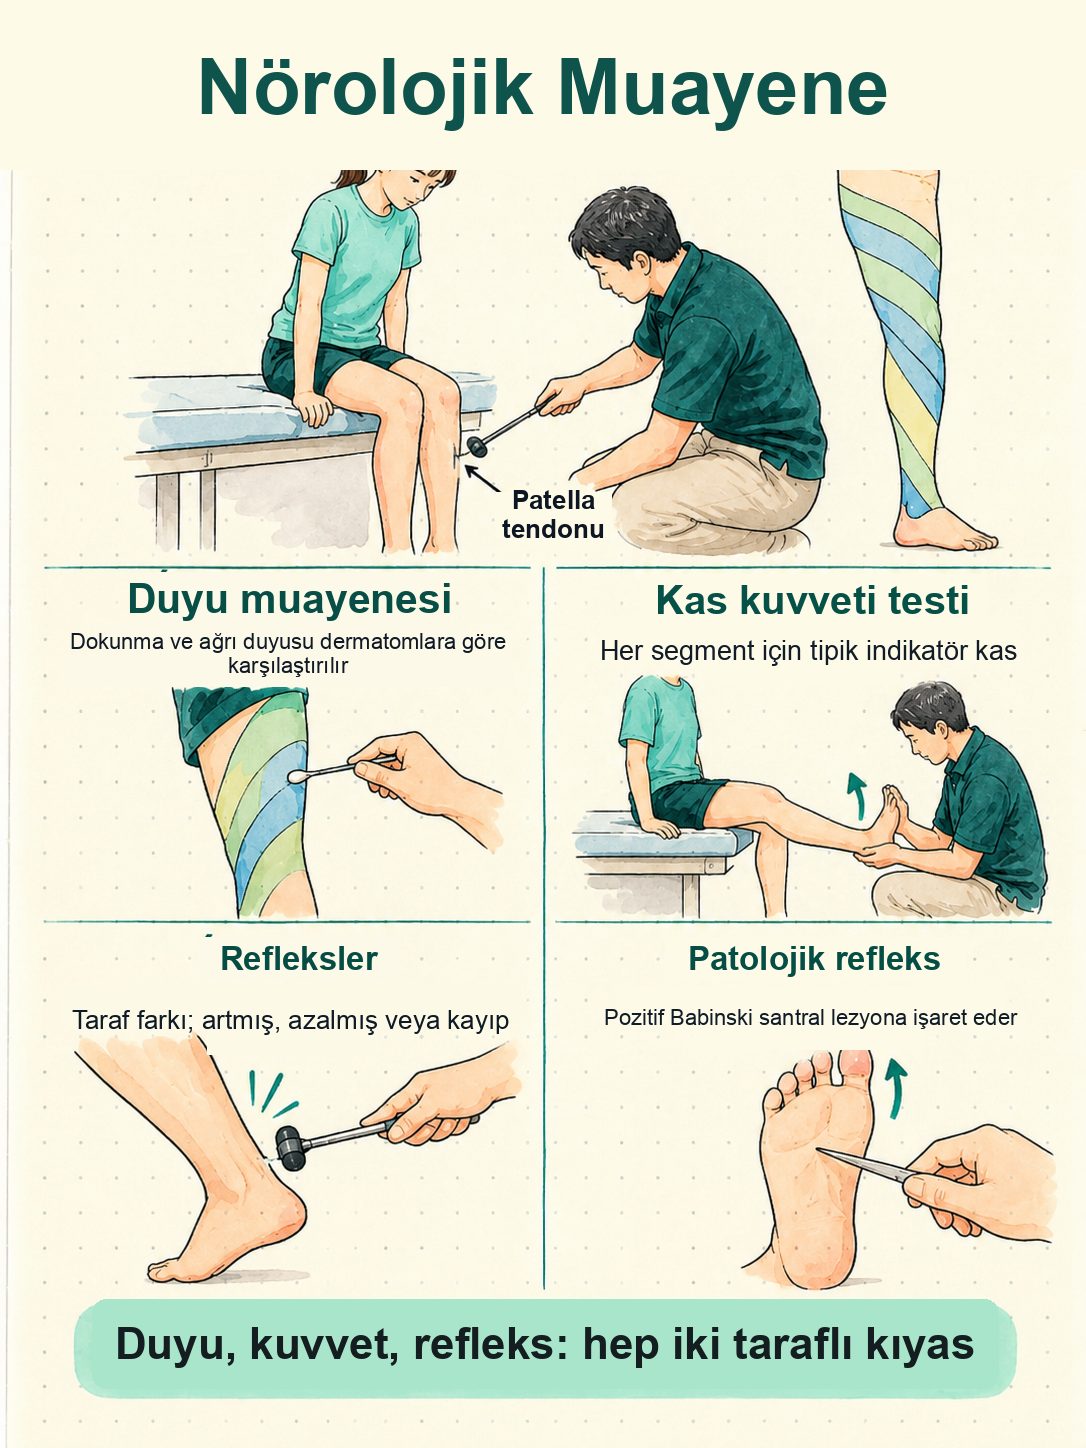 Nörolojik Muayene
Patella
tendonu
Duyu muayenesi
Dokunma ve ağrı duyusu dermatomlara göre
karşılaştırılır
Kas kuvveti testi
Her segment için tipik indikatör kas
Refleksler
Taraf farkı; artmış, azalmış veya kayıp
Patolojik refleks
Pozitif Babinski santral lezyona işaret eder
Duyu, kuvvet, refleks: hep iki taraflı kıyas